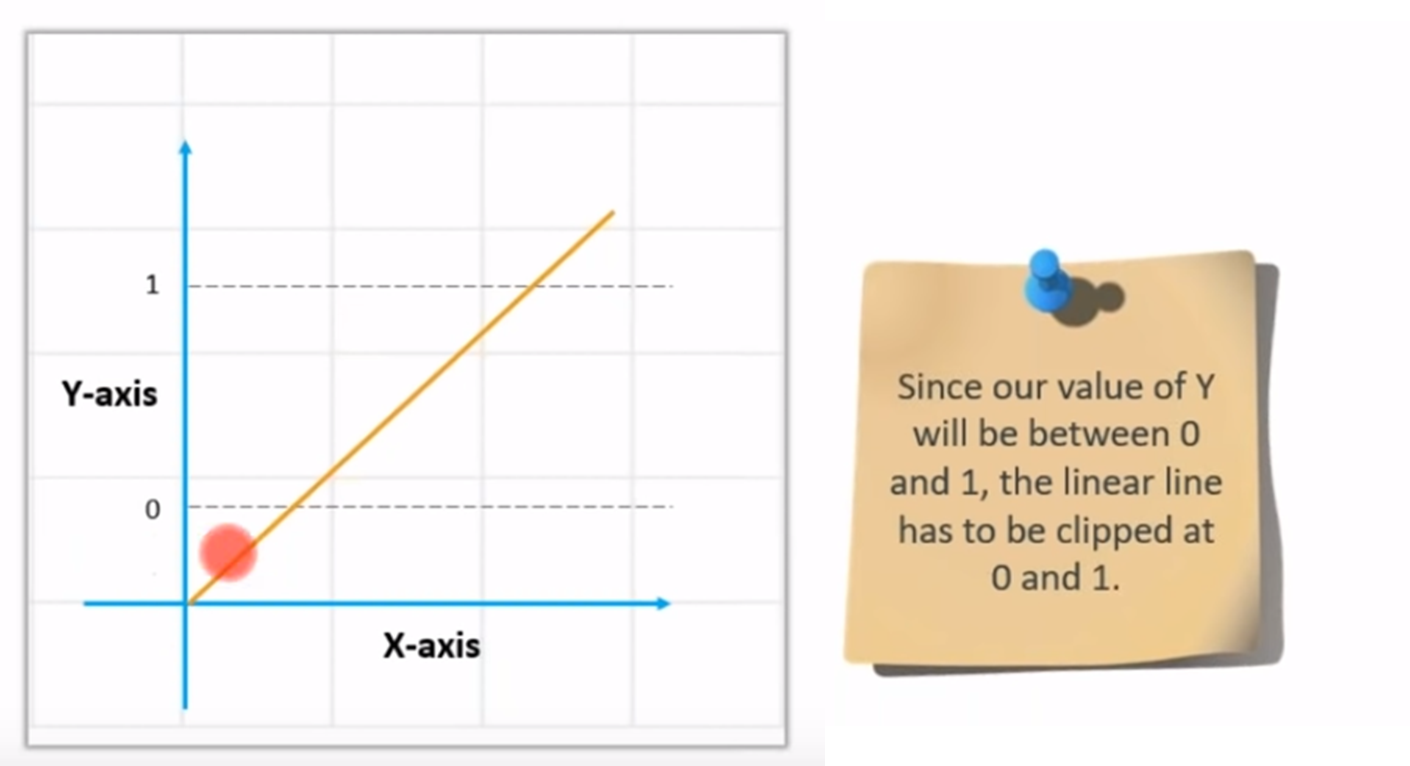 1
Y-axis
0
X-axis
Since our value of Y
will be between 0
and 1, the linear line
has to be clipped at
0 and 1.